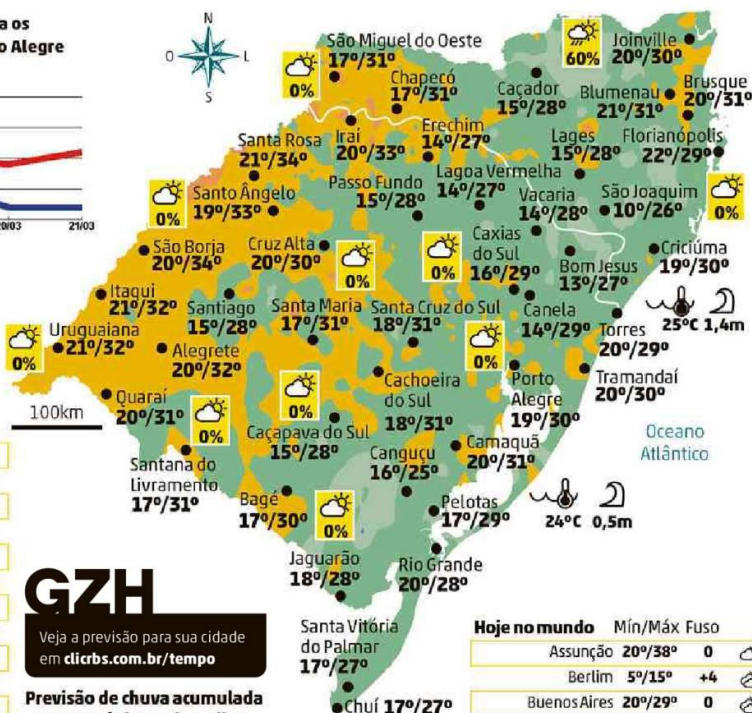 a os
o Alegre
20/03
21/03
N
O
L
S
São Miguel do Oeste
17º/31º
0%
Chapecó
17º/31º
60%
Joinville
20º/30º
Caçador
15º/28º
Blumenau
21º/31º
Brusque
20º/31º
Santa Rosa
21º/34º
Iraí
20º/33º
Erechim
14º/27º
Lages
15º/28º
Florianópolis
22º/29º
0%
Santo Ângelo
19º/33º
Passo Fundo
15º/28º
Lagoa Vermelha
14º/27º
Vacaria
14º/28º
São Joaquim
10º/26º
0%
São Borja
20º/34º
Cruz Alta
20º/30º
0%
0%
Caxias
do Sul
16º/29º
Bom Jesus
13º/27º
Criciúma
19º/30º
Itaqui
21º/32º
Santiago
15º/28º
Santa Maria
17º/31º
Santa Cruz do Sul
18º/31º
Canela
14º/29º
25ºC 1,4m
Torres
20º/29º
0%
Uruguaiana
21º/32º
Alegrete
20º/32º
0%
Cachoeira
do Sul
18º/31º
Porto
Alegre
19º/30º
Tramandaí
20º/30º
Quaraí
20º/31º
100km
0%
0%
Caçapava do Sul
15º/28º
Canguçu
16º/25º
Camaquã
20º/31º
Oceano
Atlântico
Santana do
Livramento
17º/31º
Bagé
17º/30º
0%
Pelotas
17º/29º
24ºC 0,5m
Jaguarão
18º/28º
Rio Grande
20º/28º
GZH
Veja a previsão para sua cidade
em clicrbs.com.br/tempo
Santa Vitória
do Palmar
17º/27º
Chuí 17º/27º
Previsão de chuva acumulada
Hoje no mundo Mín/Máx Fuso
Assunção 20º/38º 0
Berlim 5º/15º +4
Buenos Aires 20º/29º 0